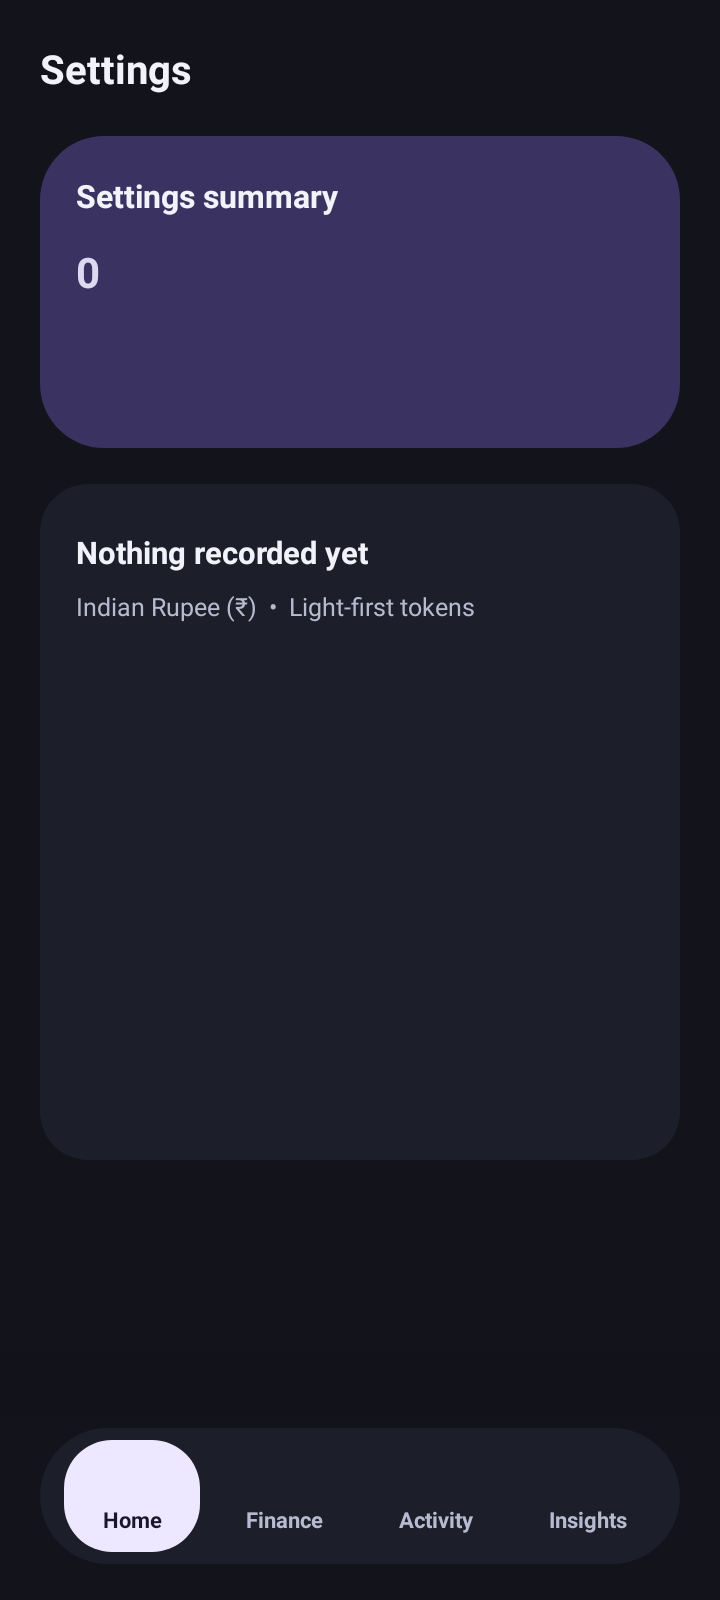 Settings
Settings summary
0
Nothing recorded yet
Indian Rupee (₹) • Light-first tokens
Home Finance Activity Insights